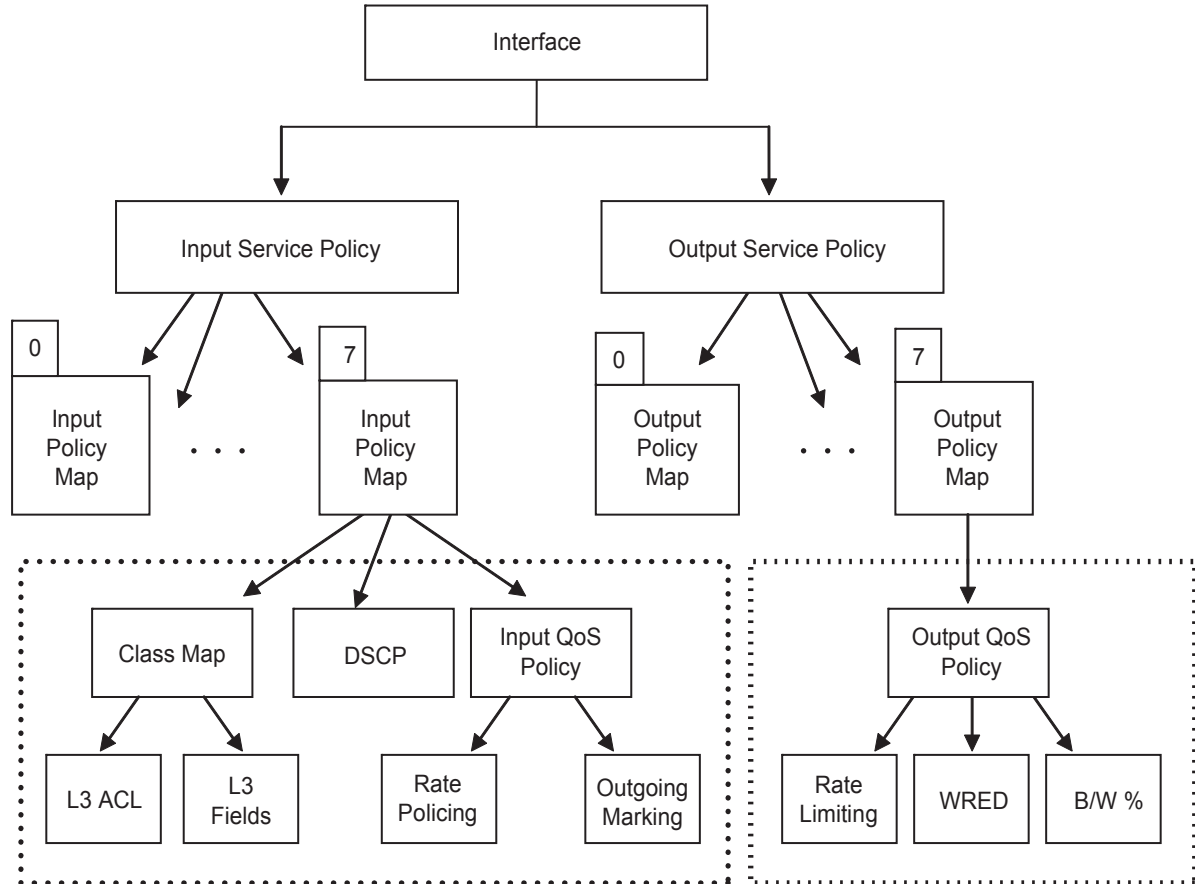 Interface
Input Service Policy
Output Service Policy
0
7
0
7
Input
Policy
Map
. . .
Input
Policy
Map
Output
Policy
Map
. . .
Output
Policy
Map
Class Map
DSCP
Input QoS
Policy
Output QoS
Policy
L3 ACL
L3
Fields
Rate
Policing
Outgoing
Marking
Rate
Limiting
WRED
B/W %